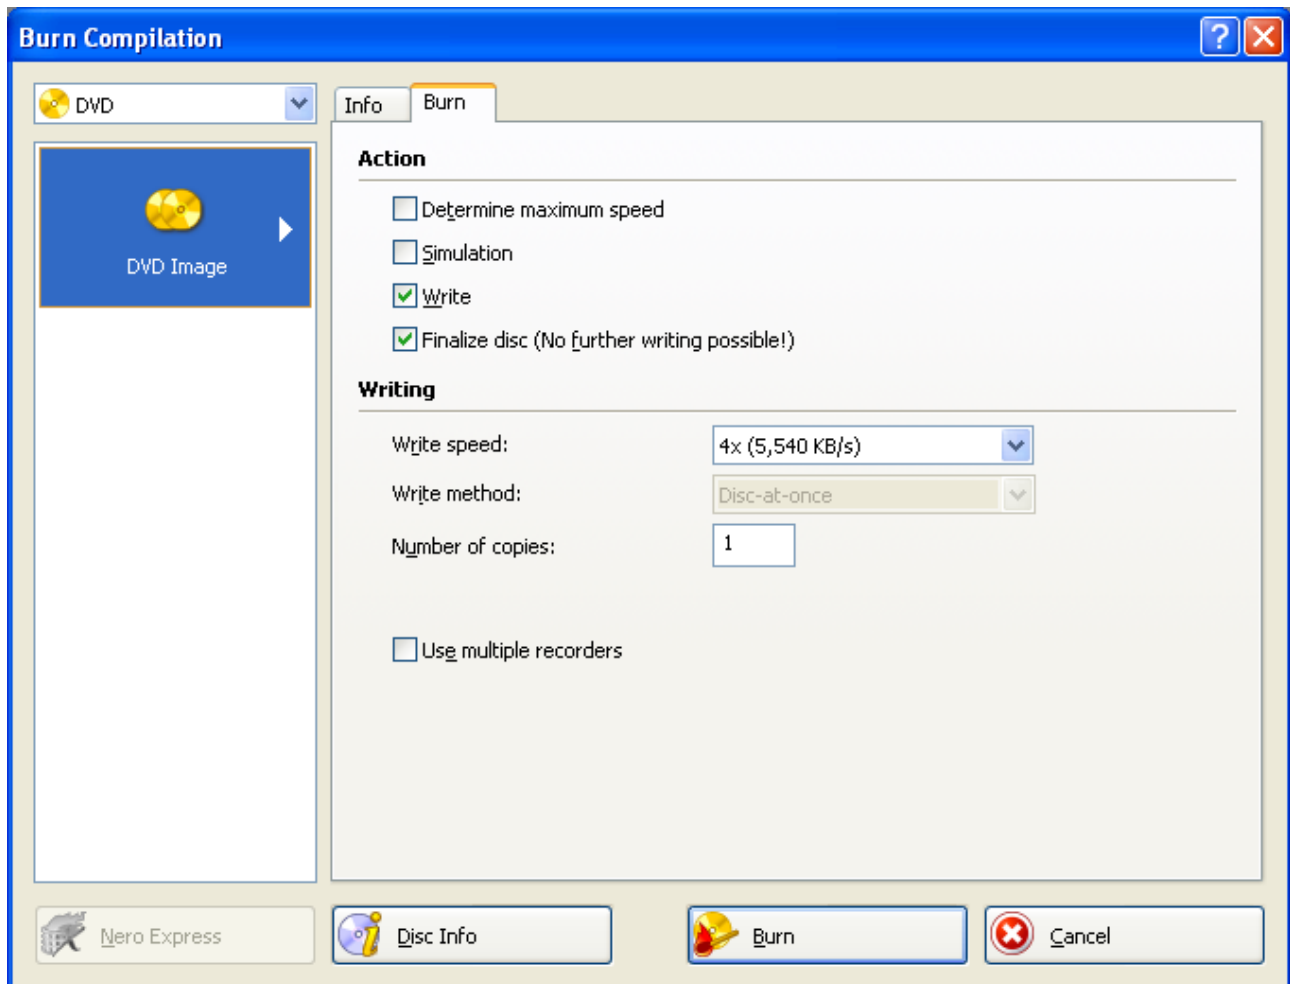 Burn Compilation
DVD
DVD Image
Info
Burn
Action
Determine maximum speed
Simulation
Write
Finalize disc (No further writing possible!)
Writing
Write speed:
4x (5,540 KB/s)
Write method:
Disc-at-once
Number of copies:
1
Use multiple recorders
Nero Express
Disc Info
Burn
Cancel